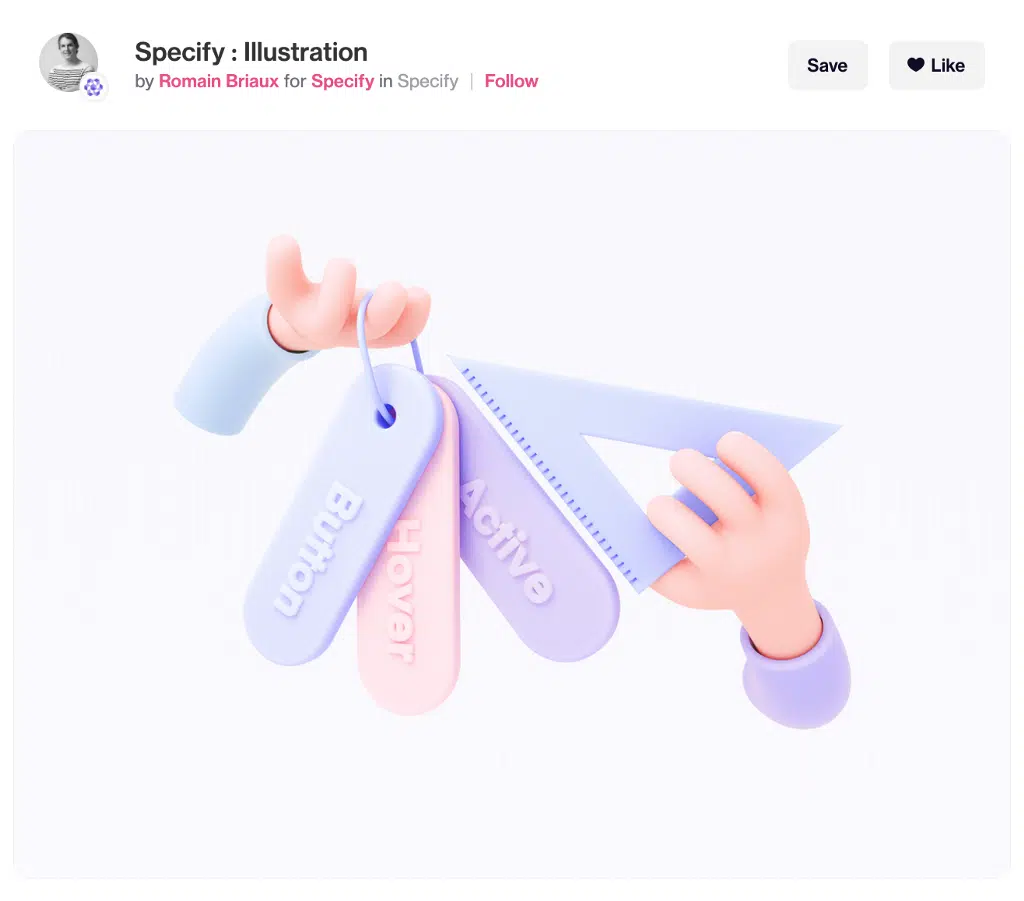 Specify : Illustration
by Romain Briaux for Specify in Specify | Follow
Save
Like
Button
Hover
Active